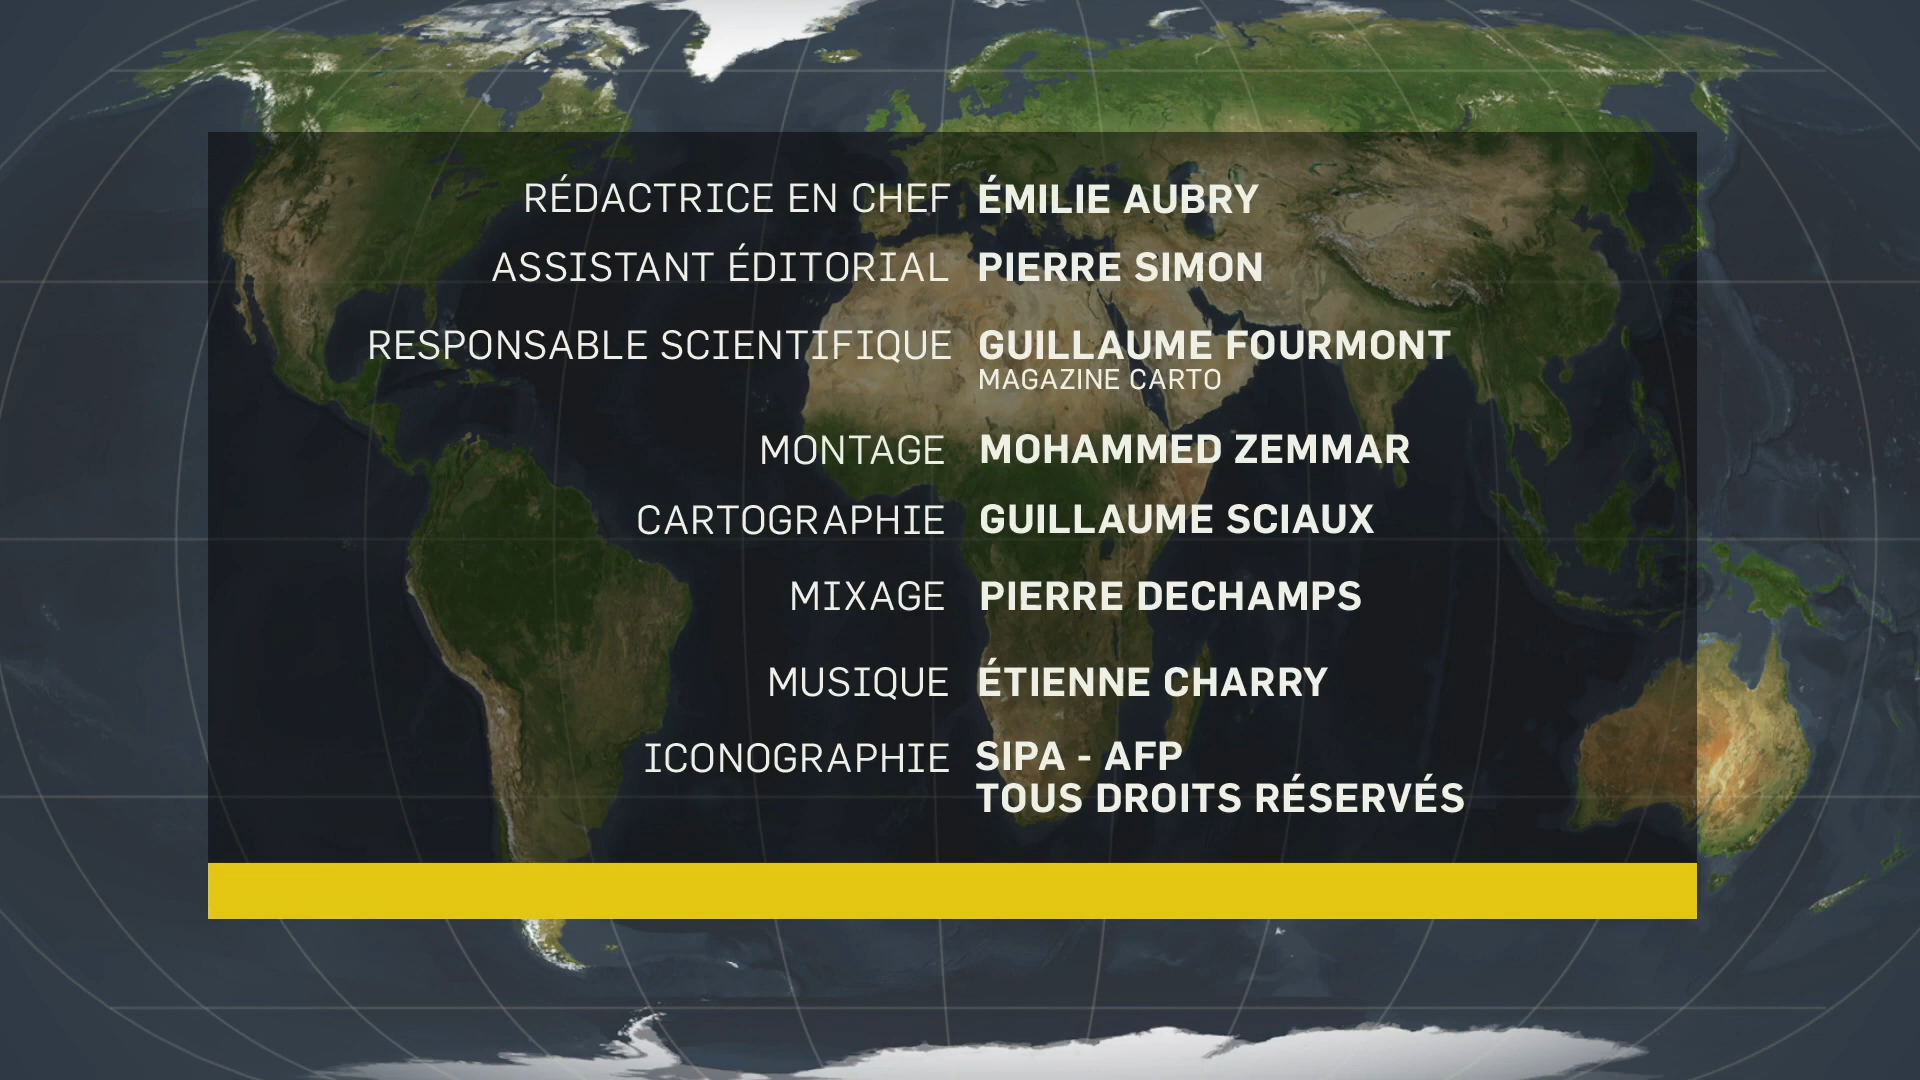 RÉDACTRICE EN CHEF ÉMILIE AUBRY
ASSISTANT ÉDITORIAL PIERRE SIMON
RESPONSABLE SCIENTIFIQUE GUILLAUME FOURMONT
MAGAZINE CARTO
MONTAGE MOHAMMED ZEMMAR
CARTOGRAPHIE GUILLAUME SCIAUX
MIXAGE PIERRE DECHAMPS
MUSIQUE ÉTIENNE CHARRY
ICONOGRAPHIE SIPA - AFP
TOUS DROITS RÉSERVÉS